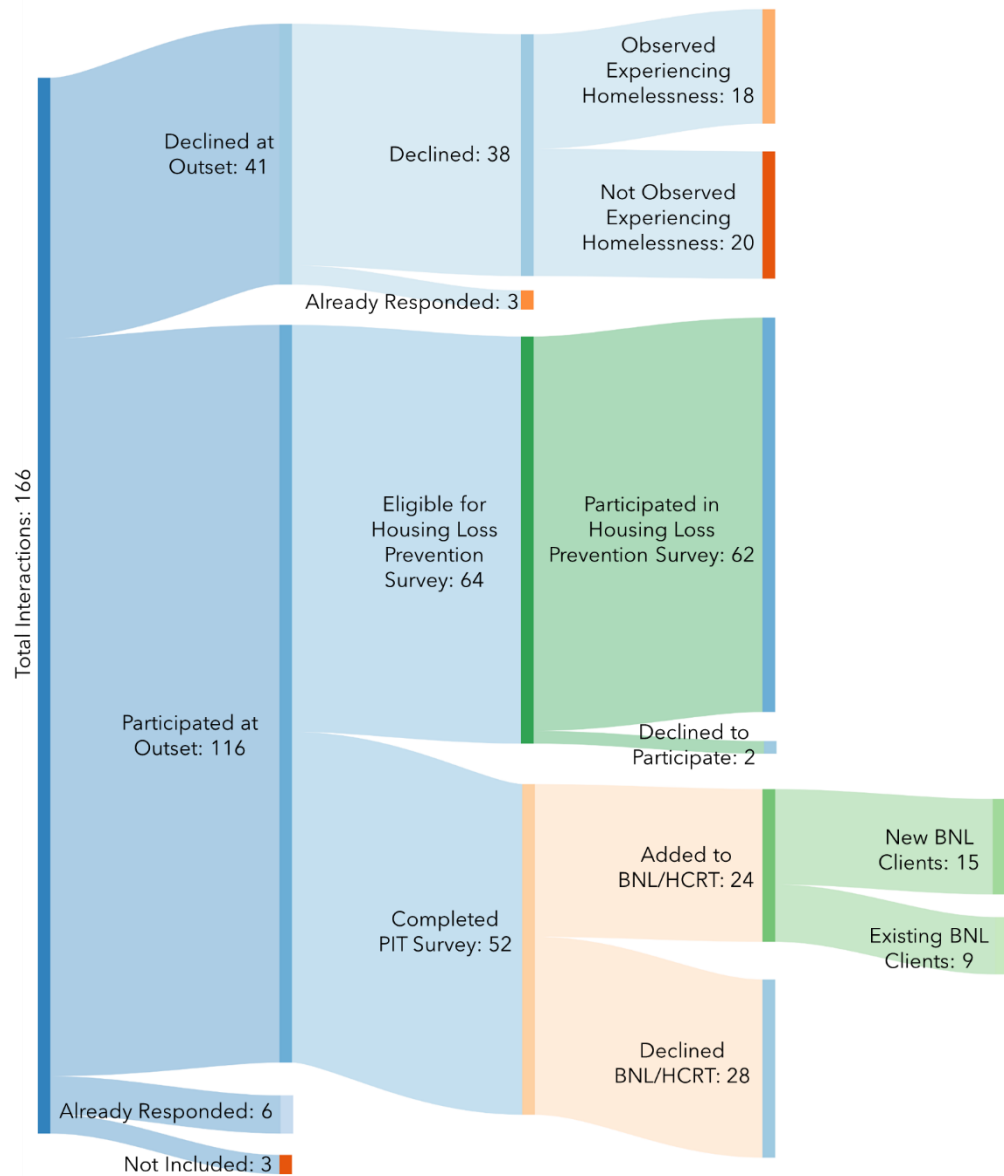 Total Interactions: 166
Declined at
Outset: 41
Declined: 38
Observed
Experiencing
Homelessness: 18
Not Observed
Experiencing
Homelessness: 20
Already Responded: 3
Participated at
Outset: 116
Eligible for
Housing Loss
Prevention
Survey: 64
Participated in
Housing Loss
Prevention Survey: 62
Declined to
Participate: 2
Completed
PIT Survey: 52
Added to
BNL/HCRT: 24
New BNL
Clients: 15
Existing BNL
Clients: 9
Declined
BNL/HCRT: 28
Already Responded: 6
Not Included: 3